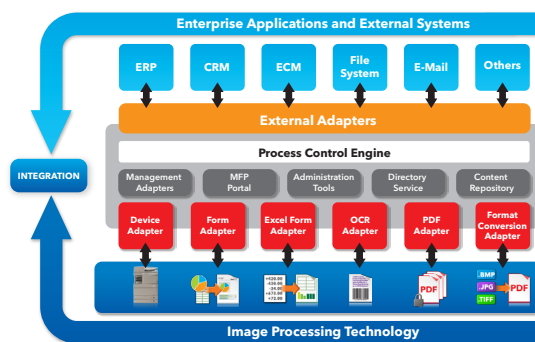 Enterprise Applications and External Systems
ERP
CRM
ECM
File
System
E-Mail
Others
External Adapters
Process Control Engine
INTEGRATION
Management
Adapters
MFP
Portal
Administration
Tools
Directory
Service
Content
Repository
Device
Adapter
Form
Adapter
Excel Form
Adapter
OCR
Adapter
PDF
Adapter
Format
Conversion
Adapter
.BMP
.JPG
.TIFF
PDF
PDF
Image Processing Technology